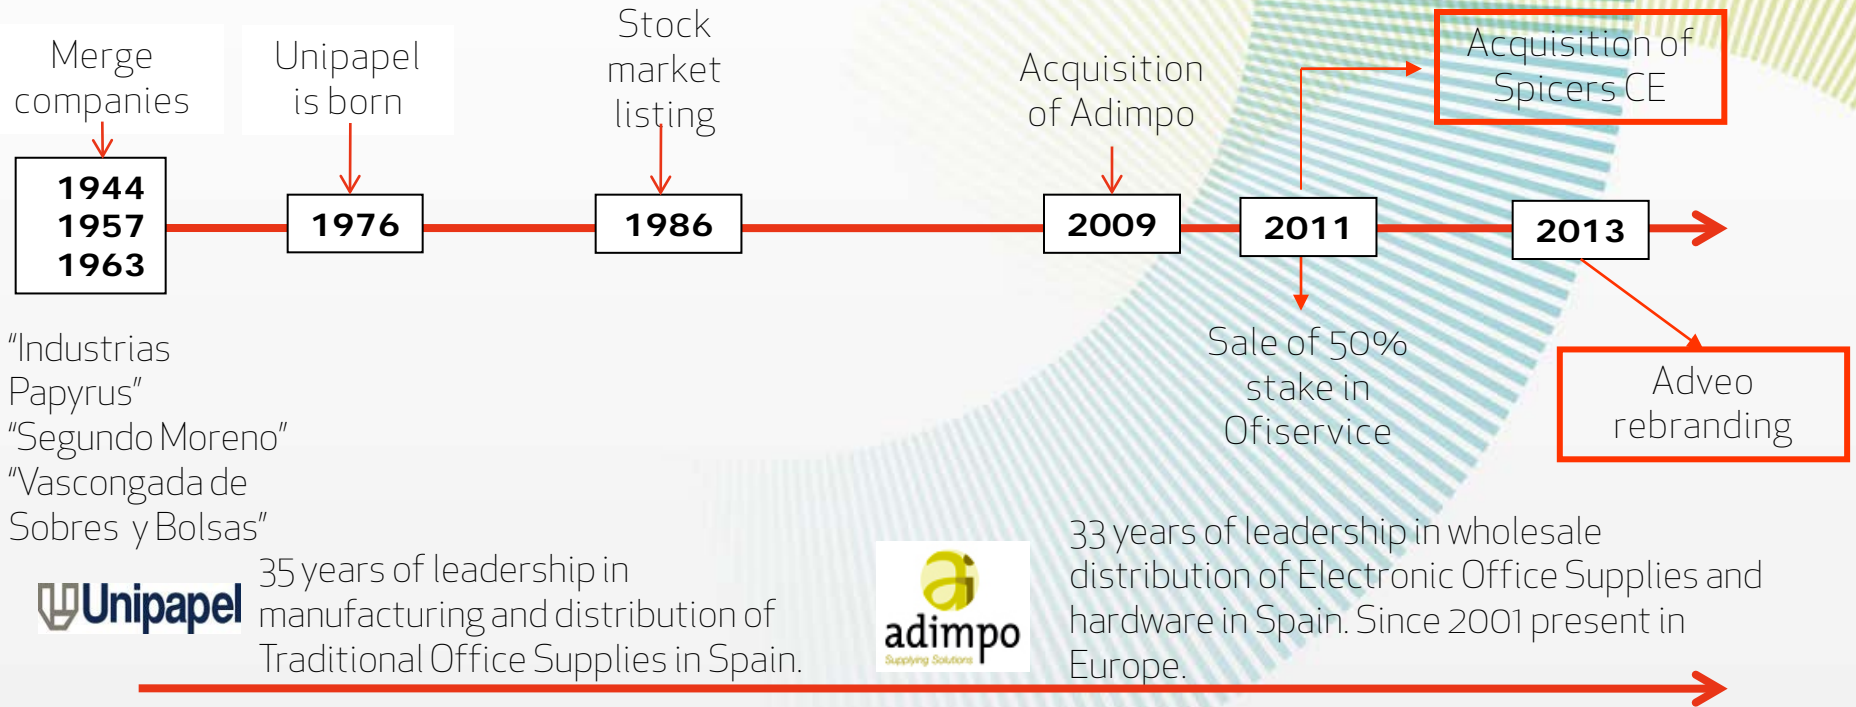 Merge
companies
Unipapel
is born
Stock
market
listing
Acquisition
of Adimpo
Acquisition of
Spicers CE
1944
1957
1963
1976
1986
2009
2011
2013
"Industrias
Papyrus"
"Segundo Moreno"
"Vascongada de
Sobres y Bolsas"
Sale of 50%
stake in
Ofiservice
Adveo
rebranding
Unipapel
35 years of leadership in
manufacturing and distribution of
Traditional Office Supplies in Spain.
adimpo
Supplying Solutions
33 years of leadership in wholesale
distribution of Electronic Office Supplies and
hardware in Spain. Since 2001 present in
Europe.